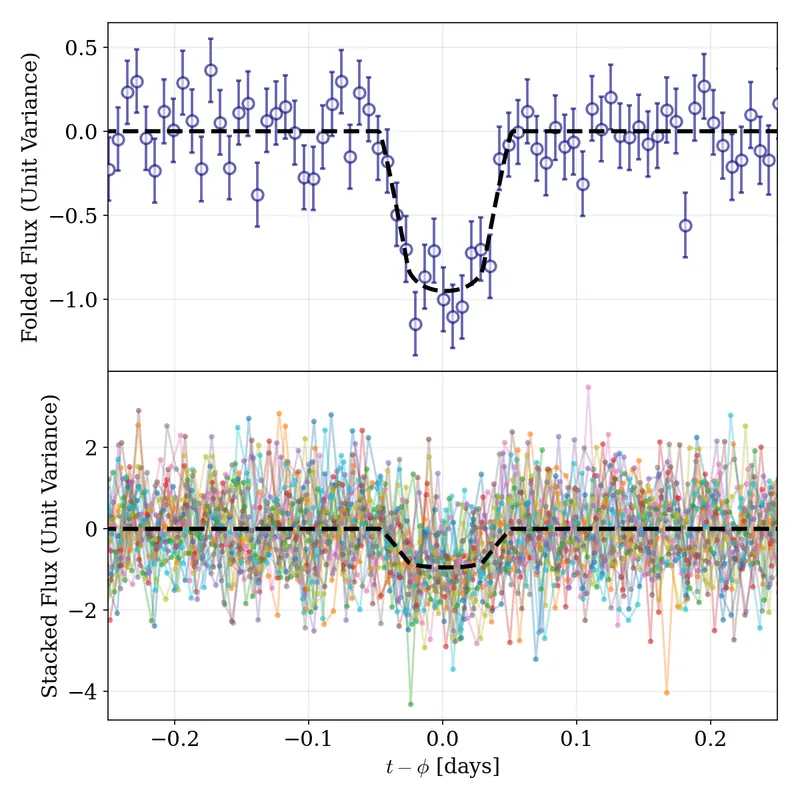 Folded Flux (Unit Variance)
0.5
0.0
−0.5
−1.0
Stacked Flux (Unit Variance)
2
0
−2
−4
−0.2 −0.1 0.0 0.1 0.2
t − ϕ [days]